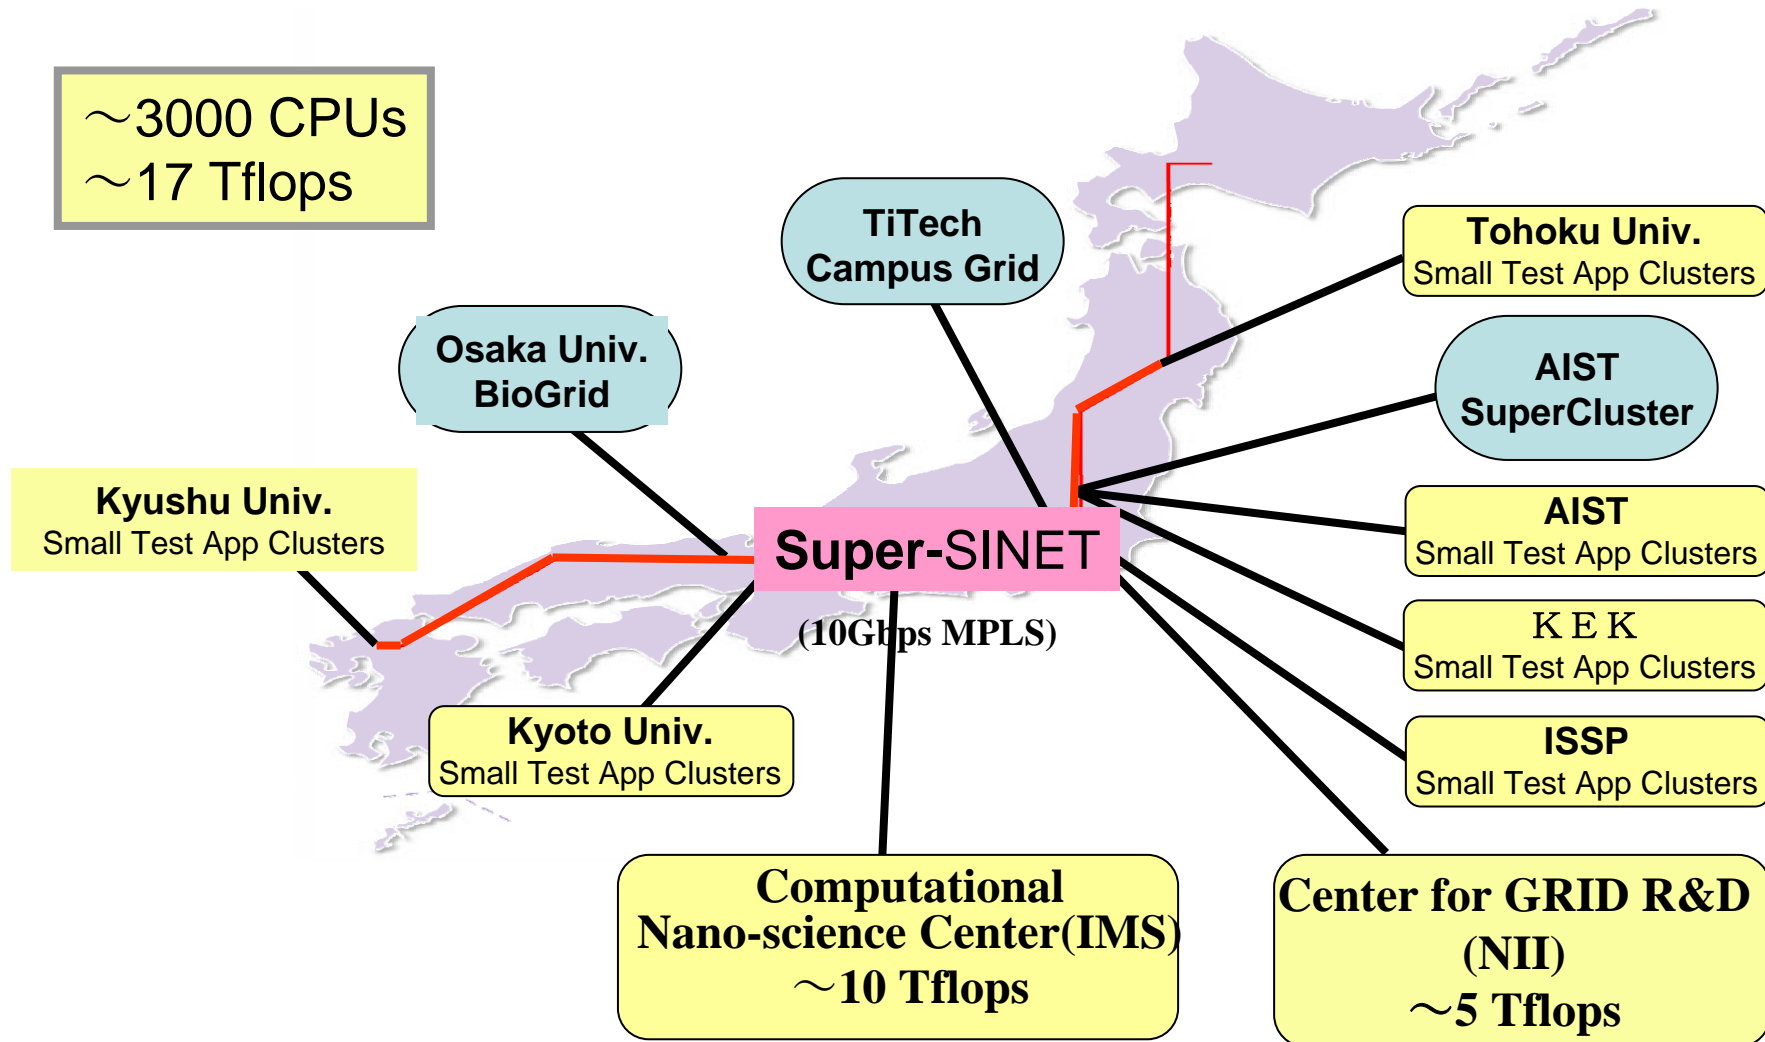 ～3000 CPUs
～17 Tflops
TiTech
Campus Grid
Tohoku Univ.
Small Test App Clusters
Osaka Univ.
BioGrid
AIST
SuperCluster
Kyushu Univ.
Small Test App Clusters
AIST
Small Test App Clusters
Super-SINET
(10Gbps MPLS)
ＫＥＫ
Small Test App Clusters
Kyoto Univ.
Small Test App Clusters
ISSP
Small Test App Clusters
Computational
Nano-science Center(IMS)
～10 Tflops
Center for GRID R&D
(NII)
～5 Tflops